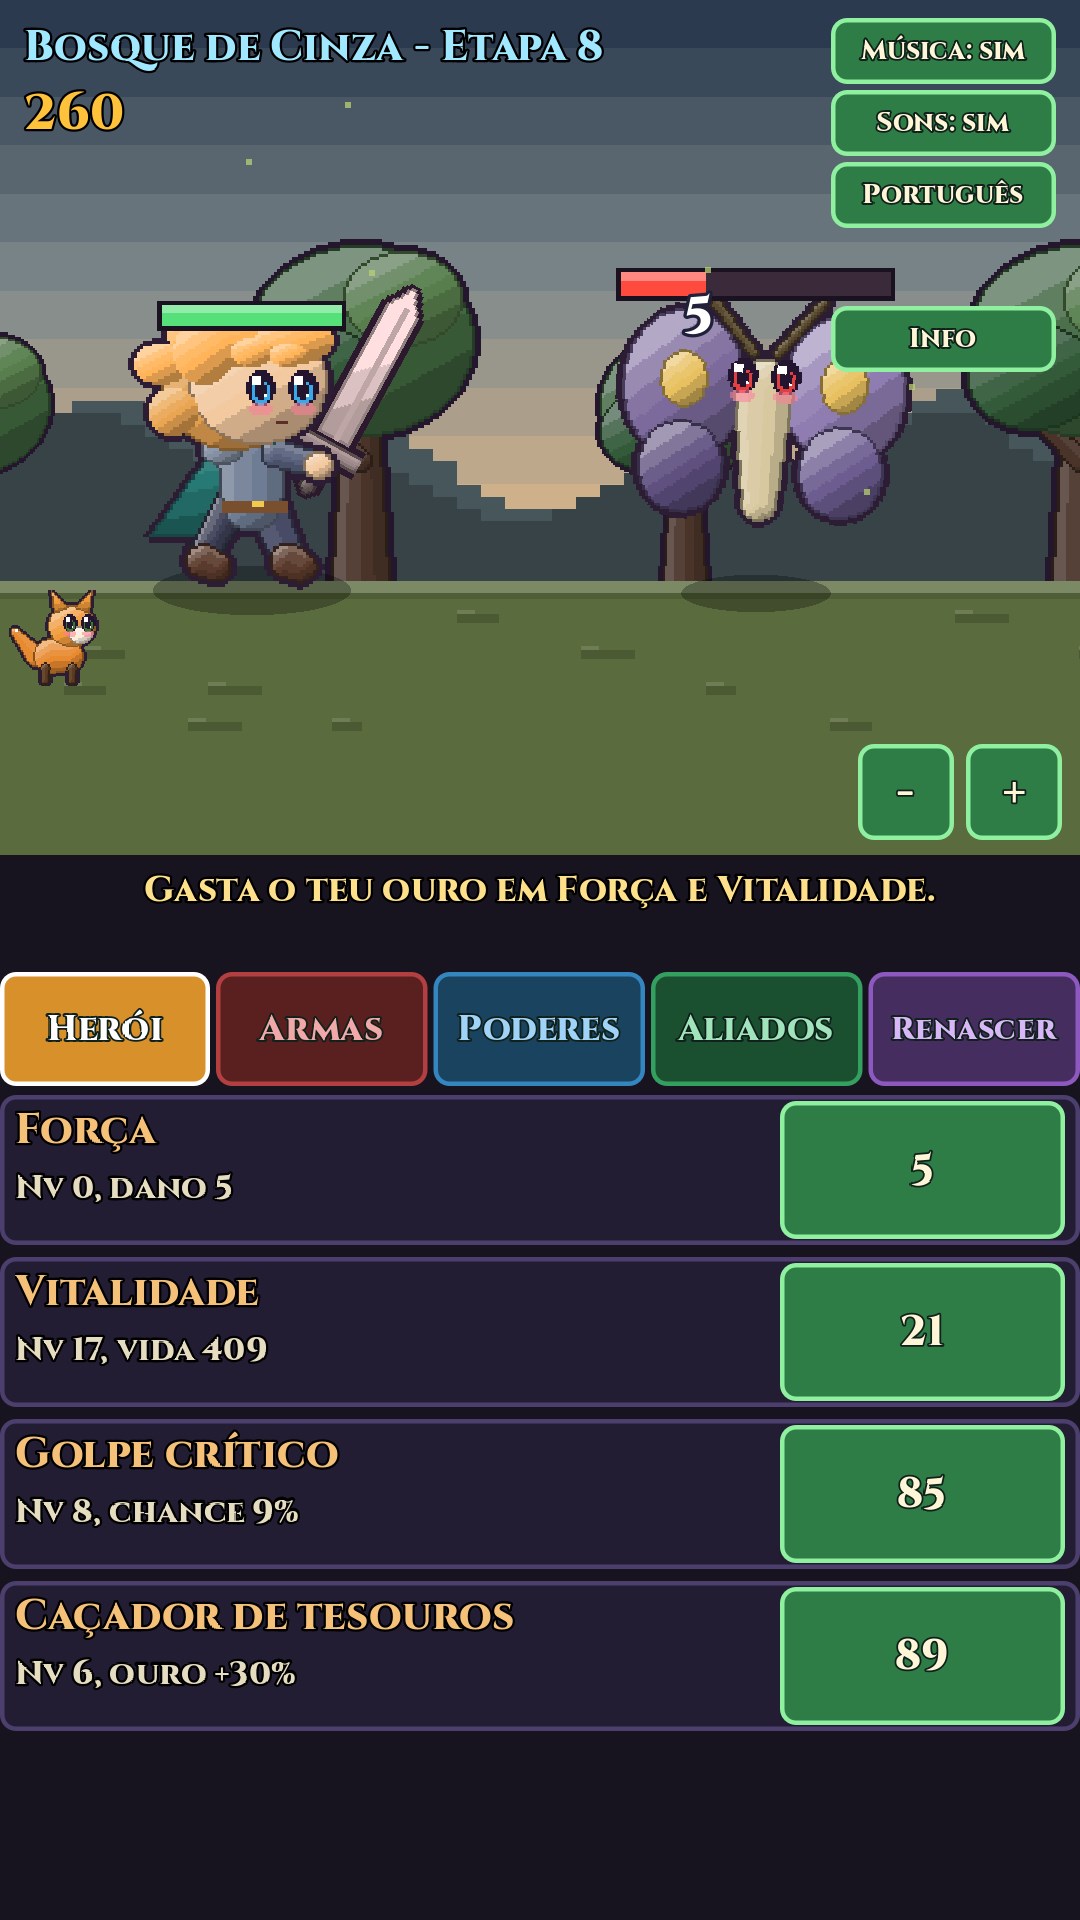 Bosque de Cinza - Etapa 8
260
Música: sim
Sons: sim
Português
Info
5
-
+
Gasta o teu ouro em Força e Vitalidade.
Herói
Armas
Poderes
Aliados
Renascer
Força
Nv 0, dano 5
5
Vitalidade
Nv 17, vida 409
21
Golpe crítico
Nv 8, chance 9%
85
Caçador de tesouros
Nv 6, ouro +30%
89